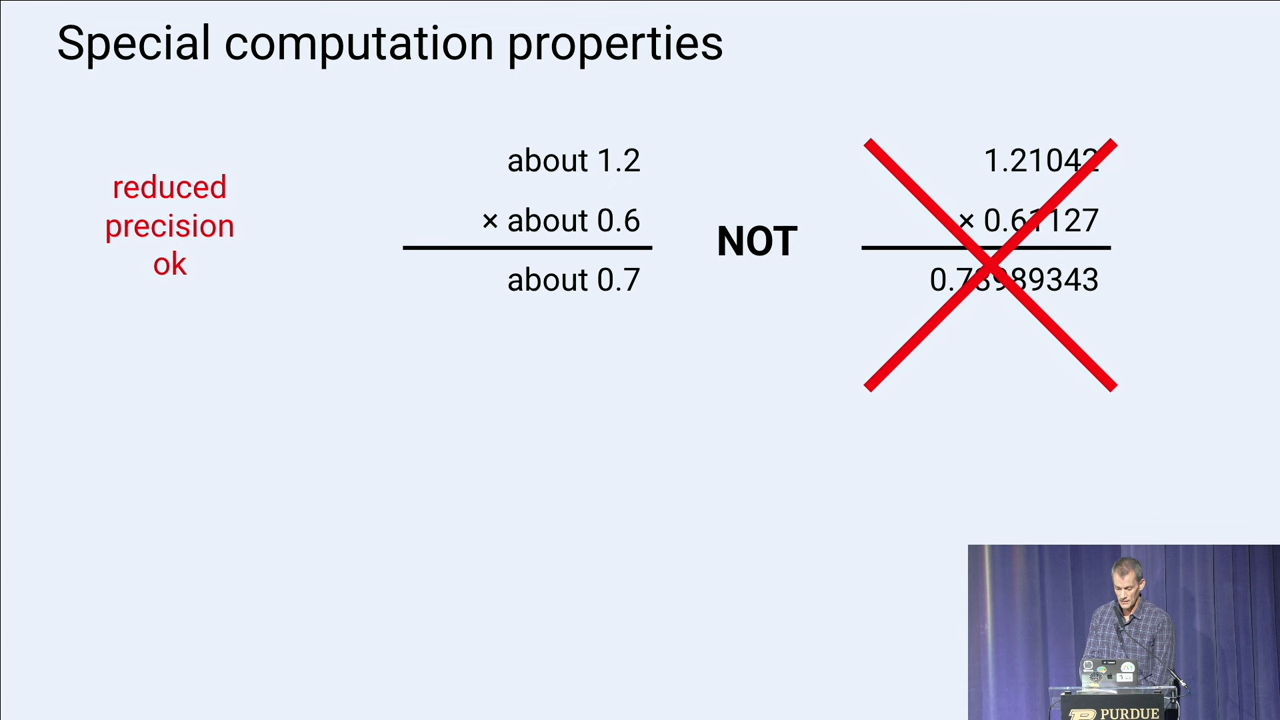 Special computation properties
reduced
precision
ok
about 1.2
× about 0.6
about 0.7
NOT
1.21042
× 0.61127
0.73989343
PURDUE